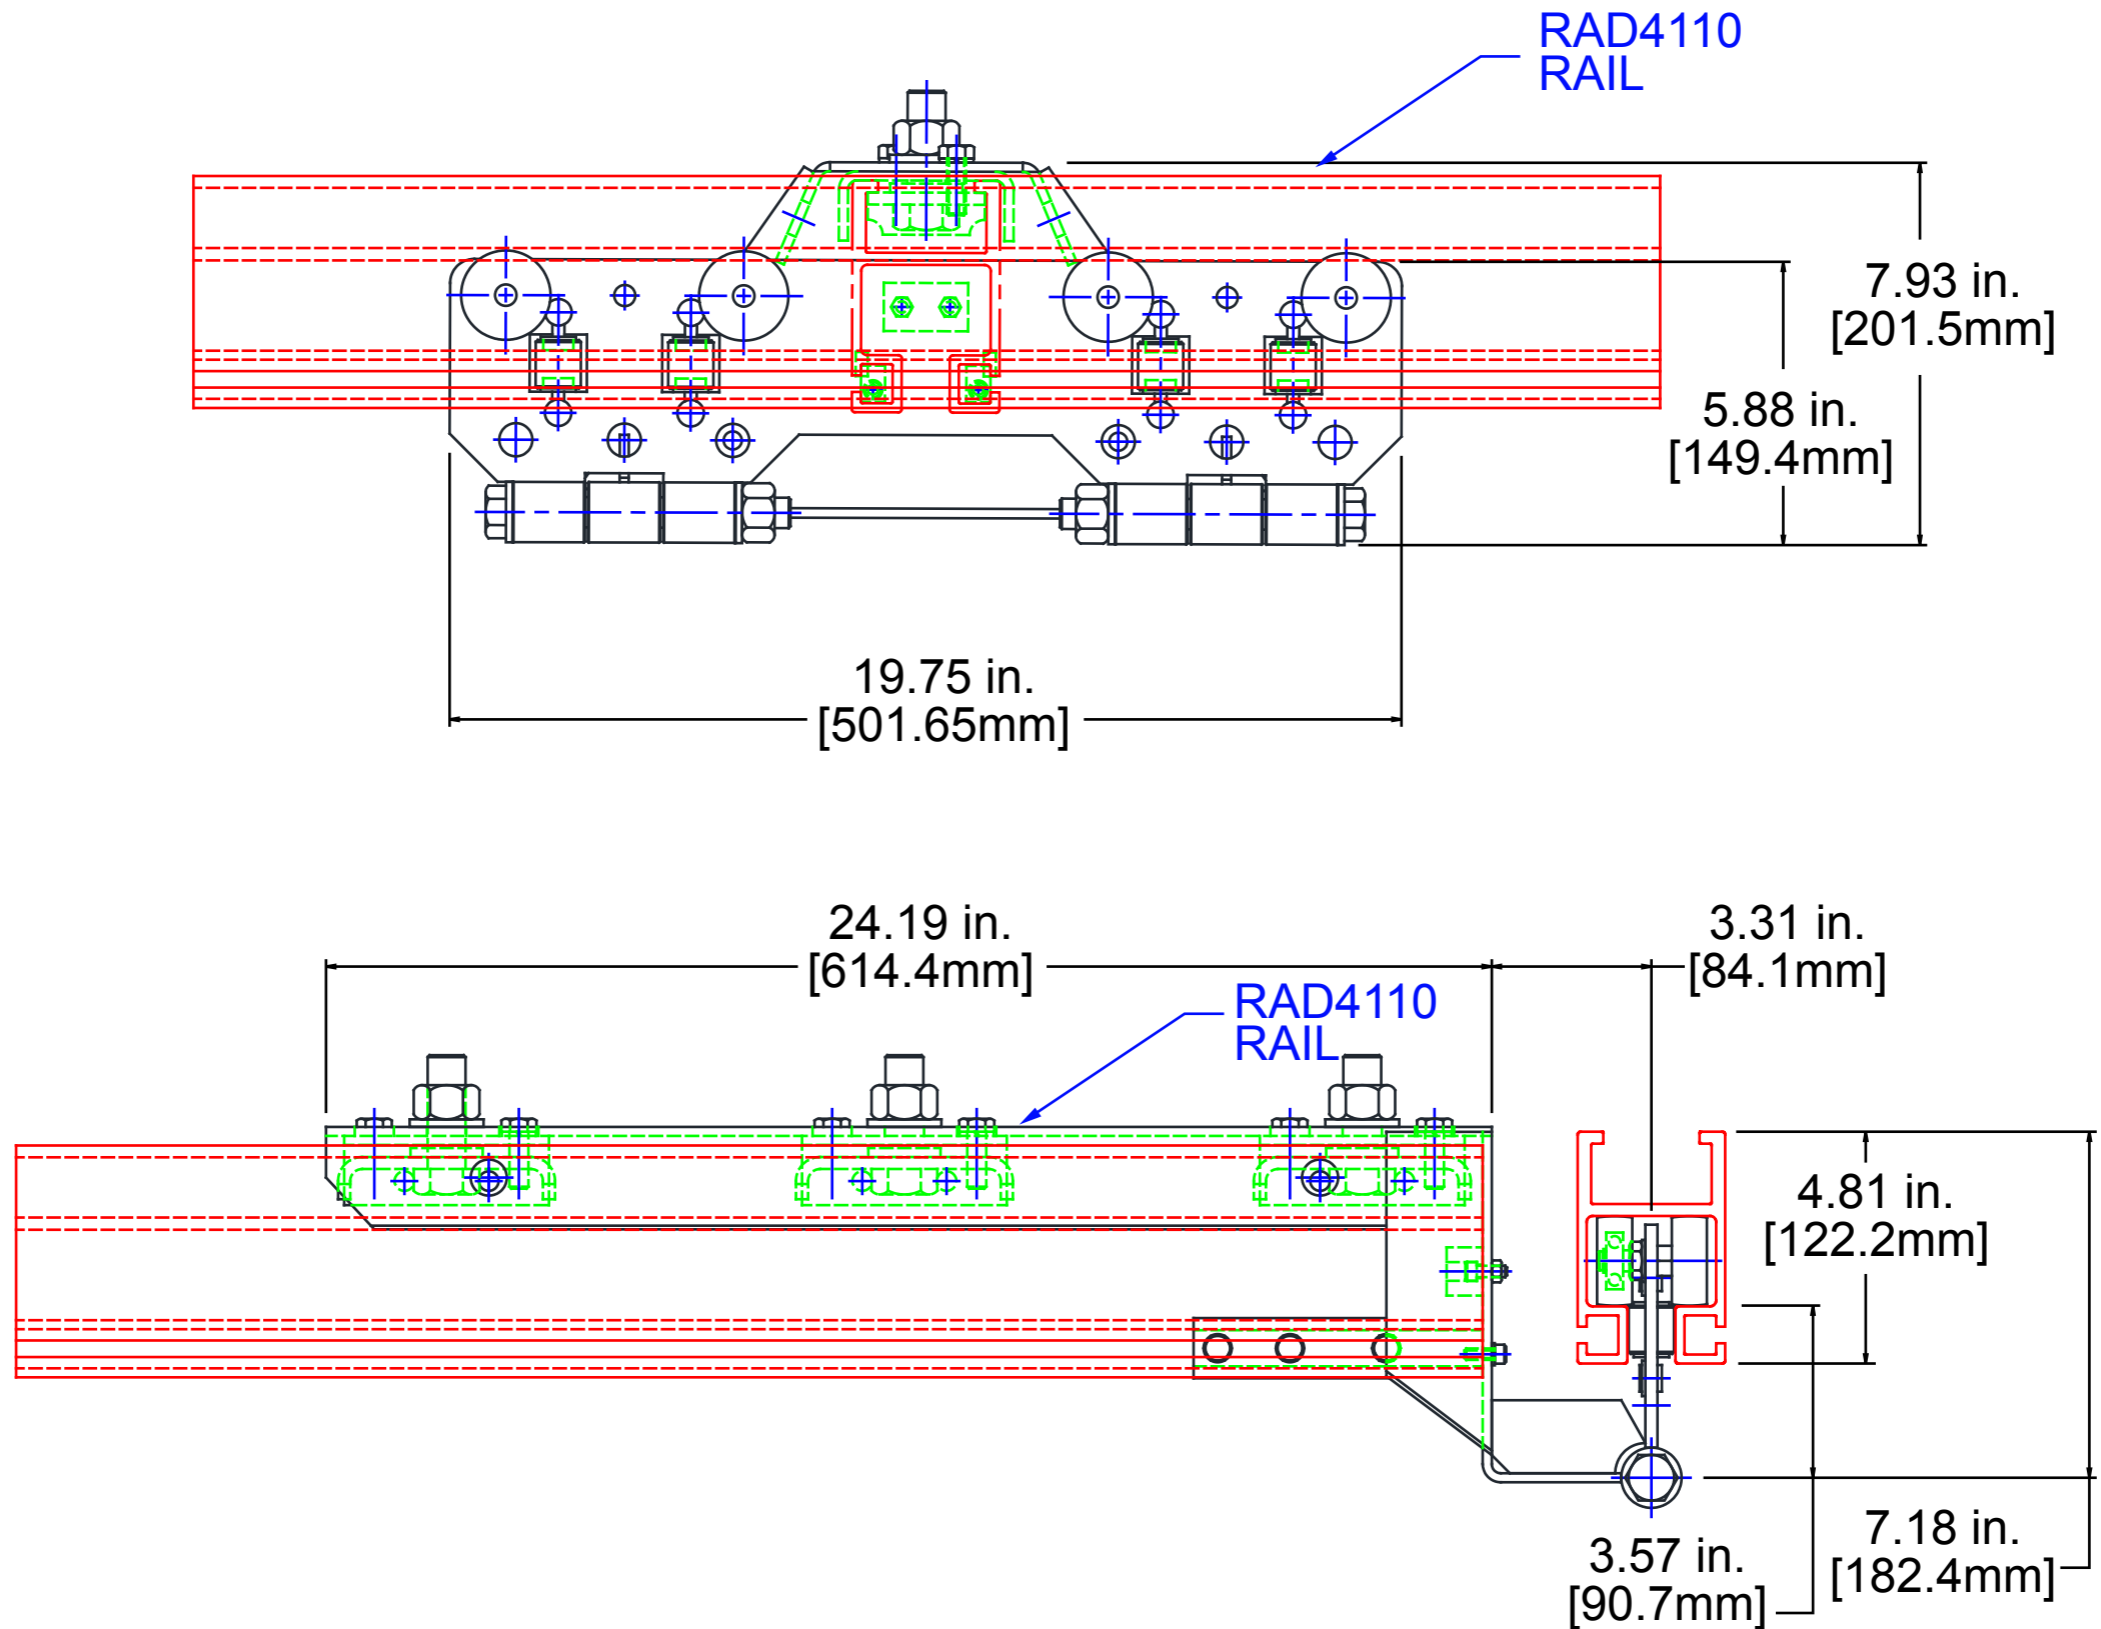 RAD4110
RAIL
7.93 in.
[201.5mm]
5.88 in.
[149.4mm]
19.75 in.
[501.65mm]
24.19 in.
[614.4mm]
3.31 in.
[84.1mm]
RAD4110
RAIL
4.81 in.
[122.2mm]
7.18 in.
[182.4mm]
3.57 in.
[90.7mm]